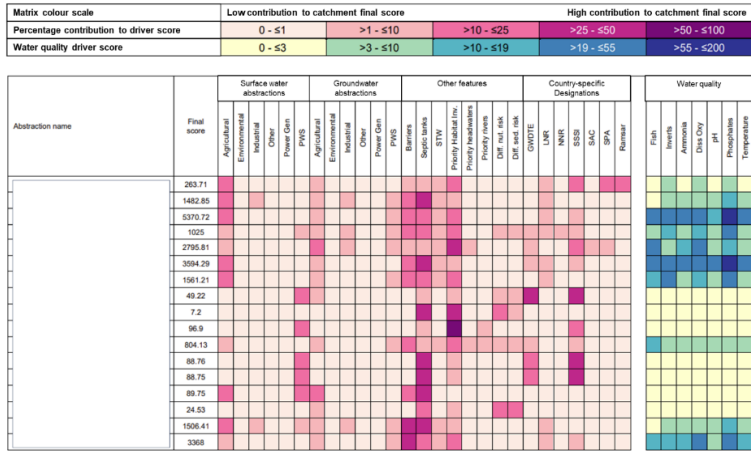 Matrix colour scale Low contribution to catchment final score High contribution to catchment final score
Percentage contribution to driver score 0 - ≤1 >1 - ≤10 >10 - ≤25 >25 - ≤50 >50 - ≤100
Water quality driver score 0 - ≤3 >3 - ≤10 >10 - ≤19 >19 - ≤55 >55 - ≤200
Abstraction name
Final score
Surface water abstractions
Groundwater abstractions
Other features
Country-specific Designations
Water quality
Agricultural
Environmental
Industrial
Other
Power Gen
PWS
Agricultural
Environmental
Industrial
Other
Power Gen
PWS
Barriers
Septic tanks
STW
Priority Habitat Inv.
Priority headwaters
Priority rivers
Diff. nut. risk
Diff. sed. risk
GWDTE
LNR
NNR
SSSI
SAC
SPA
Ramsar
Fish
Inverts
Ammonia
Diss Oxy
pH
Phosphates
Temperature
263.71
1482.85
5370.72
1025
2795.81
3594.29
1561.21
49.22
7.2
96.9
804.13
88.76
88.75
89.75
24.53
1506.41
3368